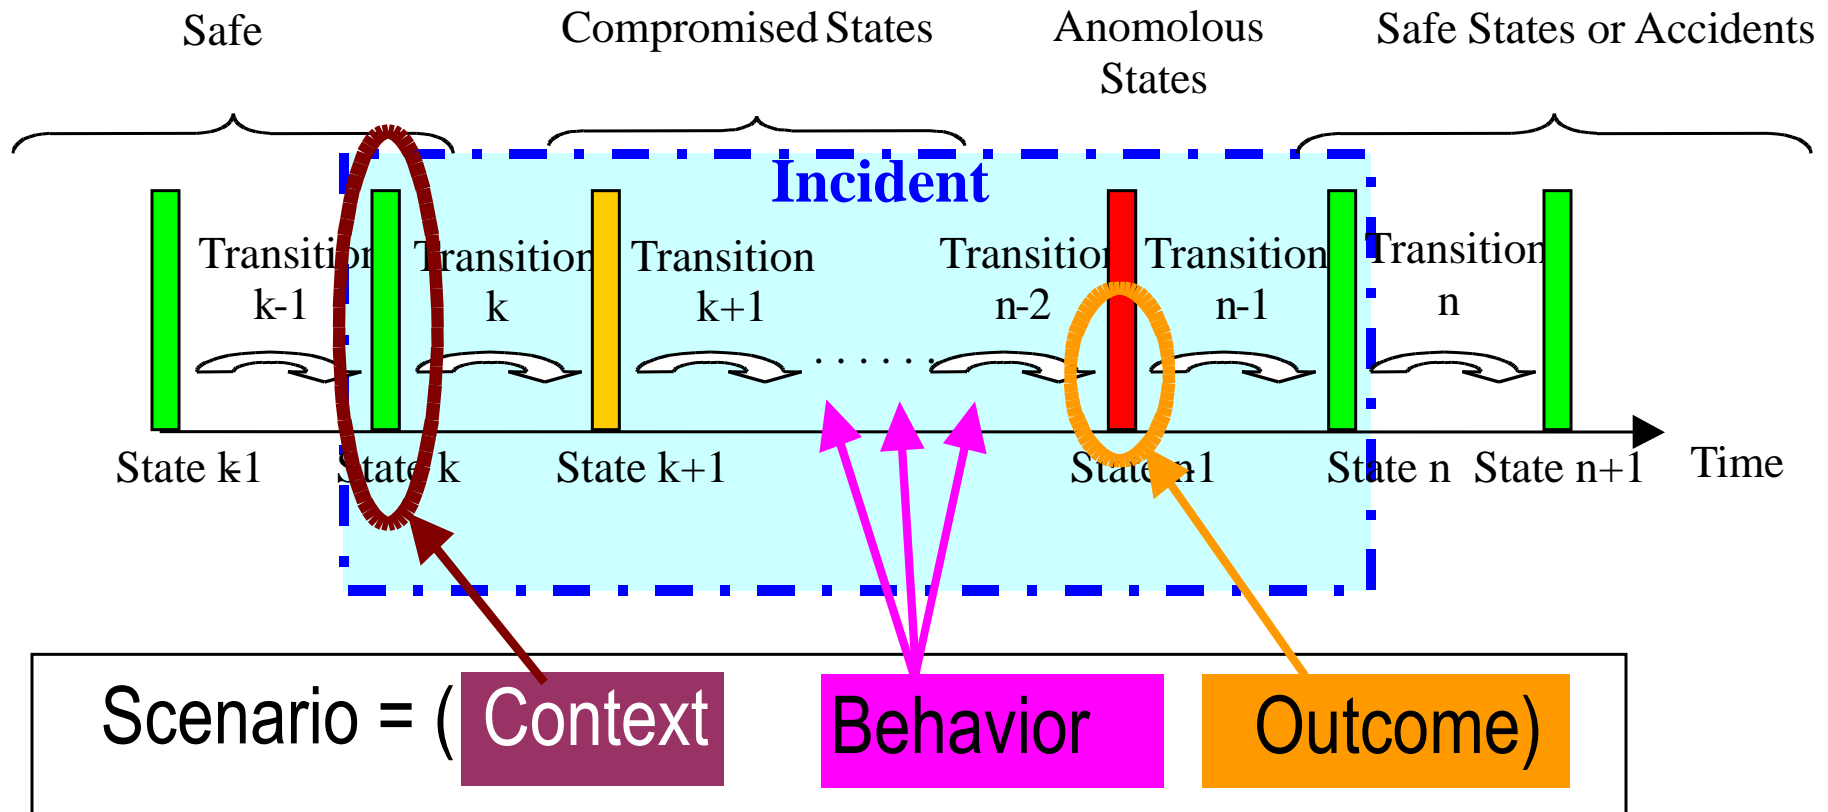 Safe
Compromised States
Anomolous
States
Safe States or Accidents
Incident
Transition
k-1
Transition
k
Transition
k+1
. . . . . .
Transition
n-2
Transition
n-1
Transition
n
State k-1
State k
State k+1
State n-1
State n
State n+1
Time
Scenario = ( Context Behavior Outcome)